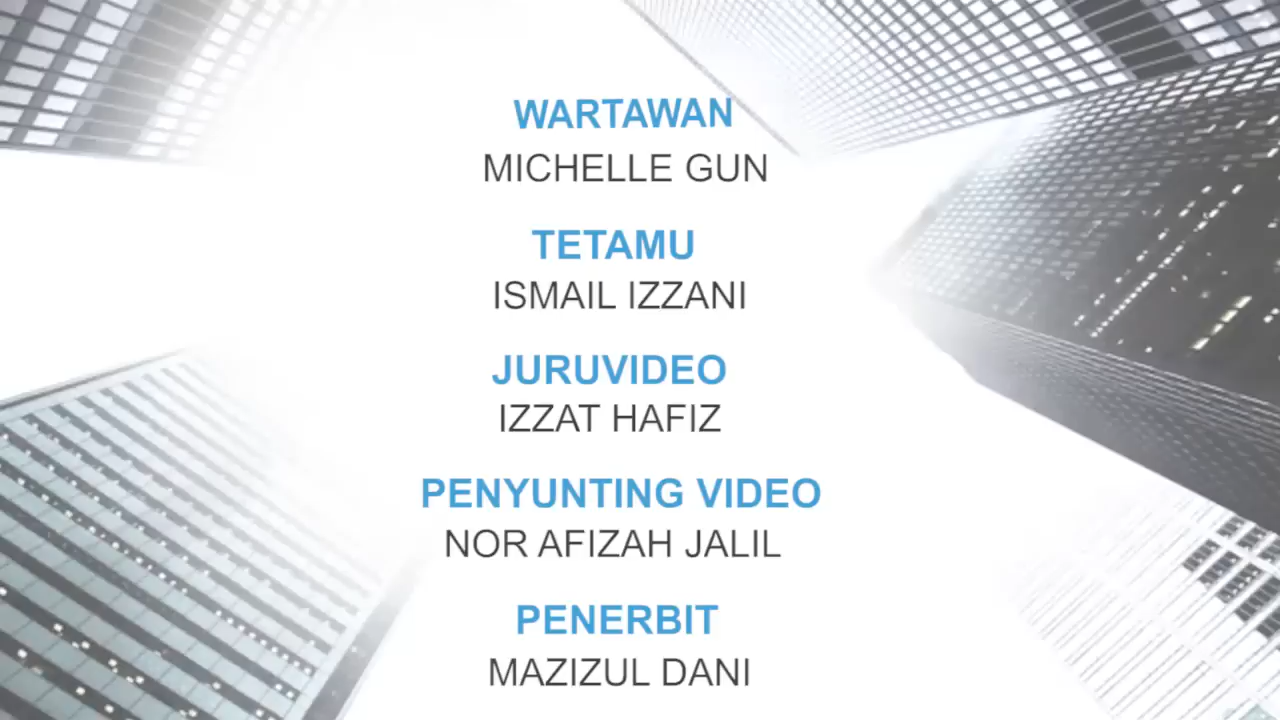 WARTAWAN
MICHELLE GUN
TETAMU
ISMAIL IZZANI
JURUVIDEO
IZZAT HAFIZ
PENYUNTING VIDEO
NOR AFIZAH JALIL
PENERBIT
MAZIZUL DANI